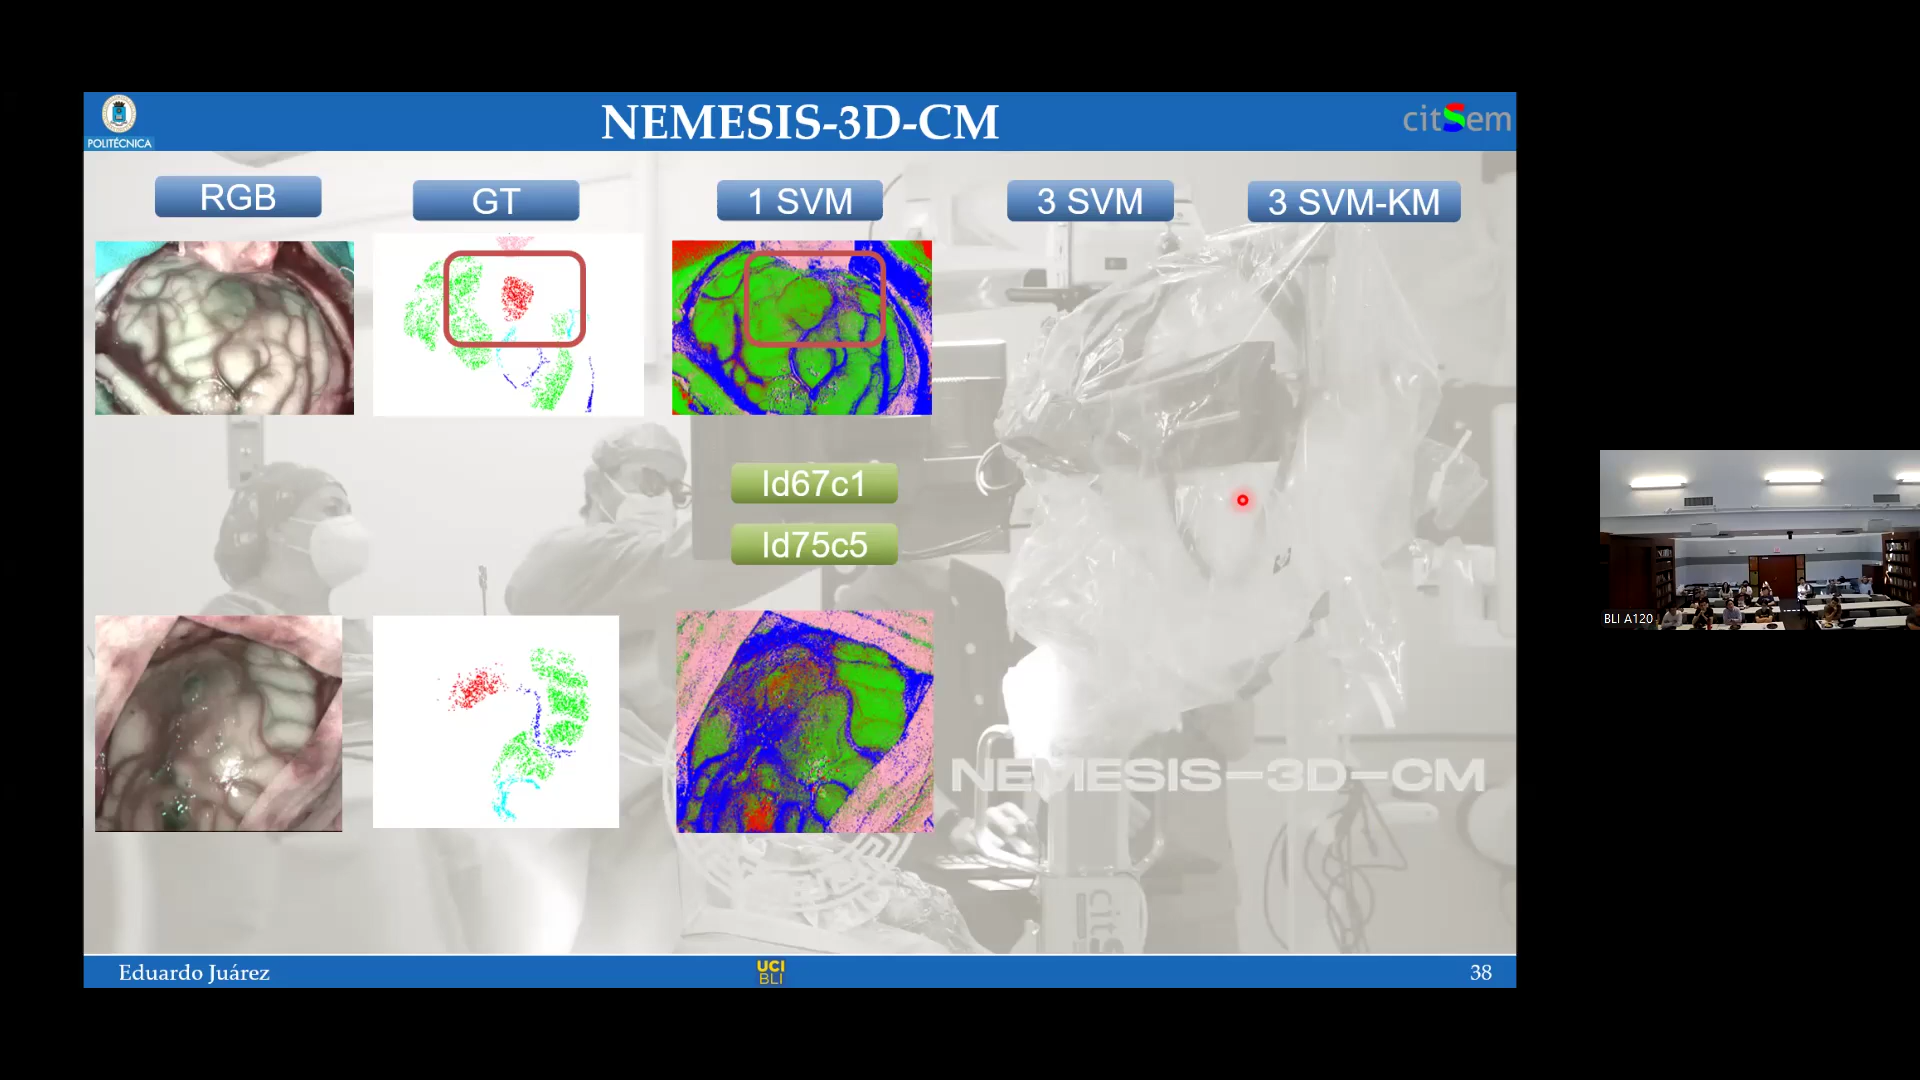 NEMESIS-3D-CM
POLITÉCNICA
citSem
RGB
GT
1 SVM
3 SVM
3 SVM-KM
Id67c1
Id75c5
NEMESIS-3D-CM
citS
BLI A120
Eduardo Juárez
UCI
BLI
38